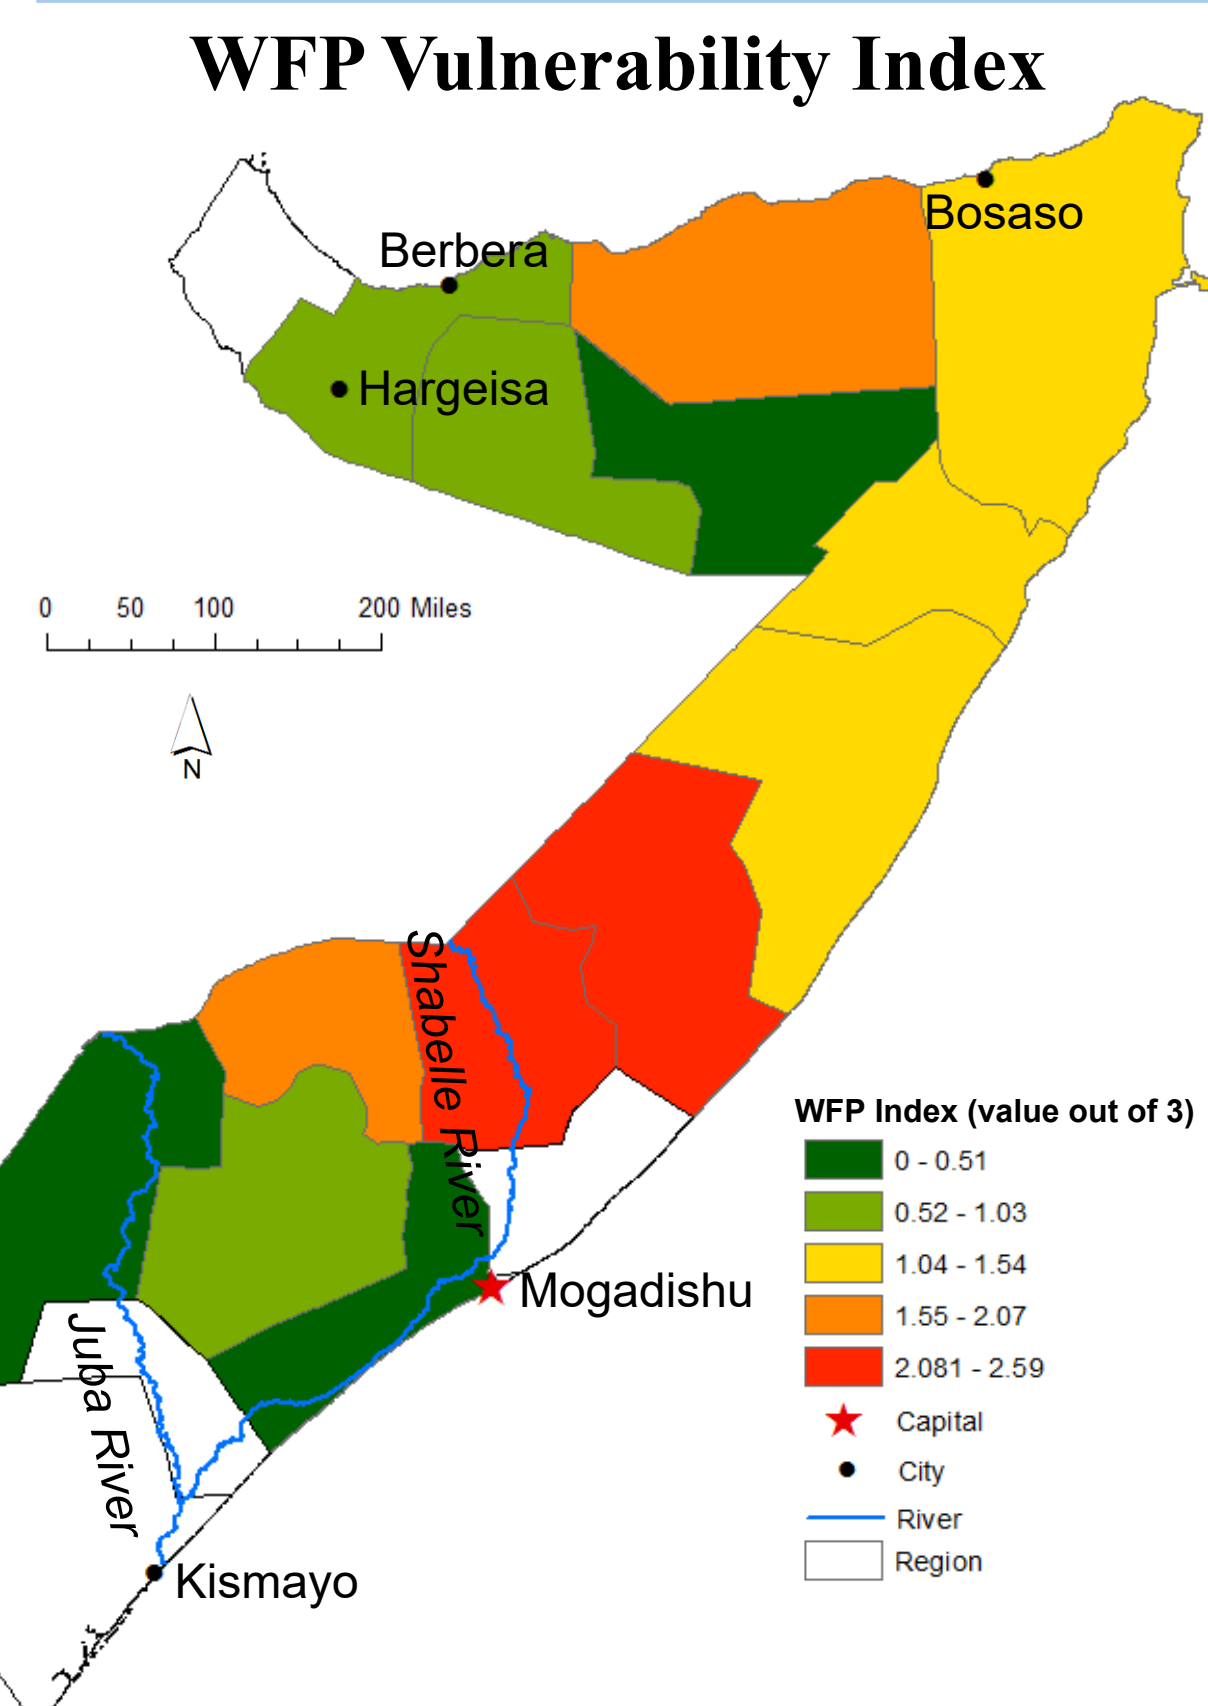 WFP Vulnerability Index
Bosaso
Berbera
Hargeisa
0 50 100 200 Miles
N
Shabelle River
WFP Index (value out of 3)
0 - 0.51
0.52 - 1.03
1.04 - 1.54
1.55 - 2.07
2.081 - 2.59
Capital
City
River
Region
Mogadishu
Juba River
Kismayo